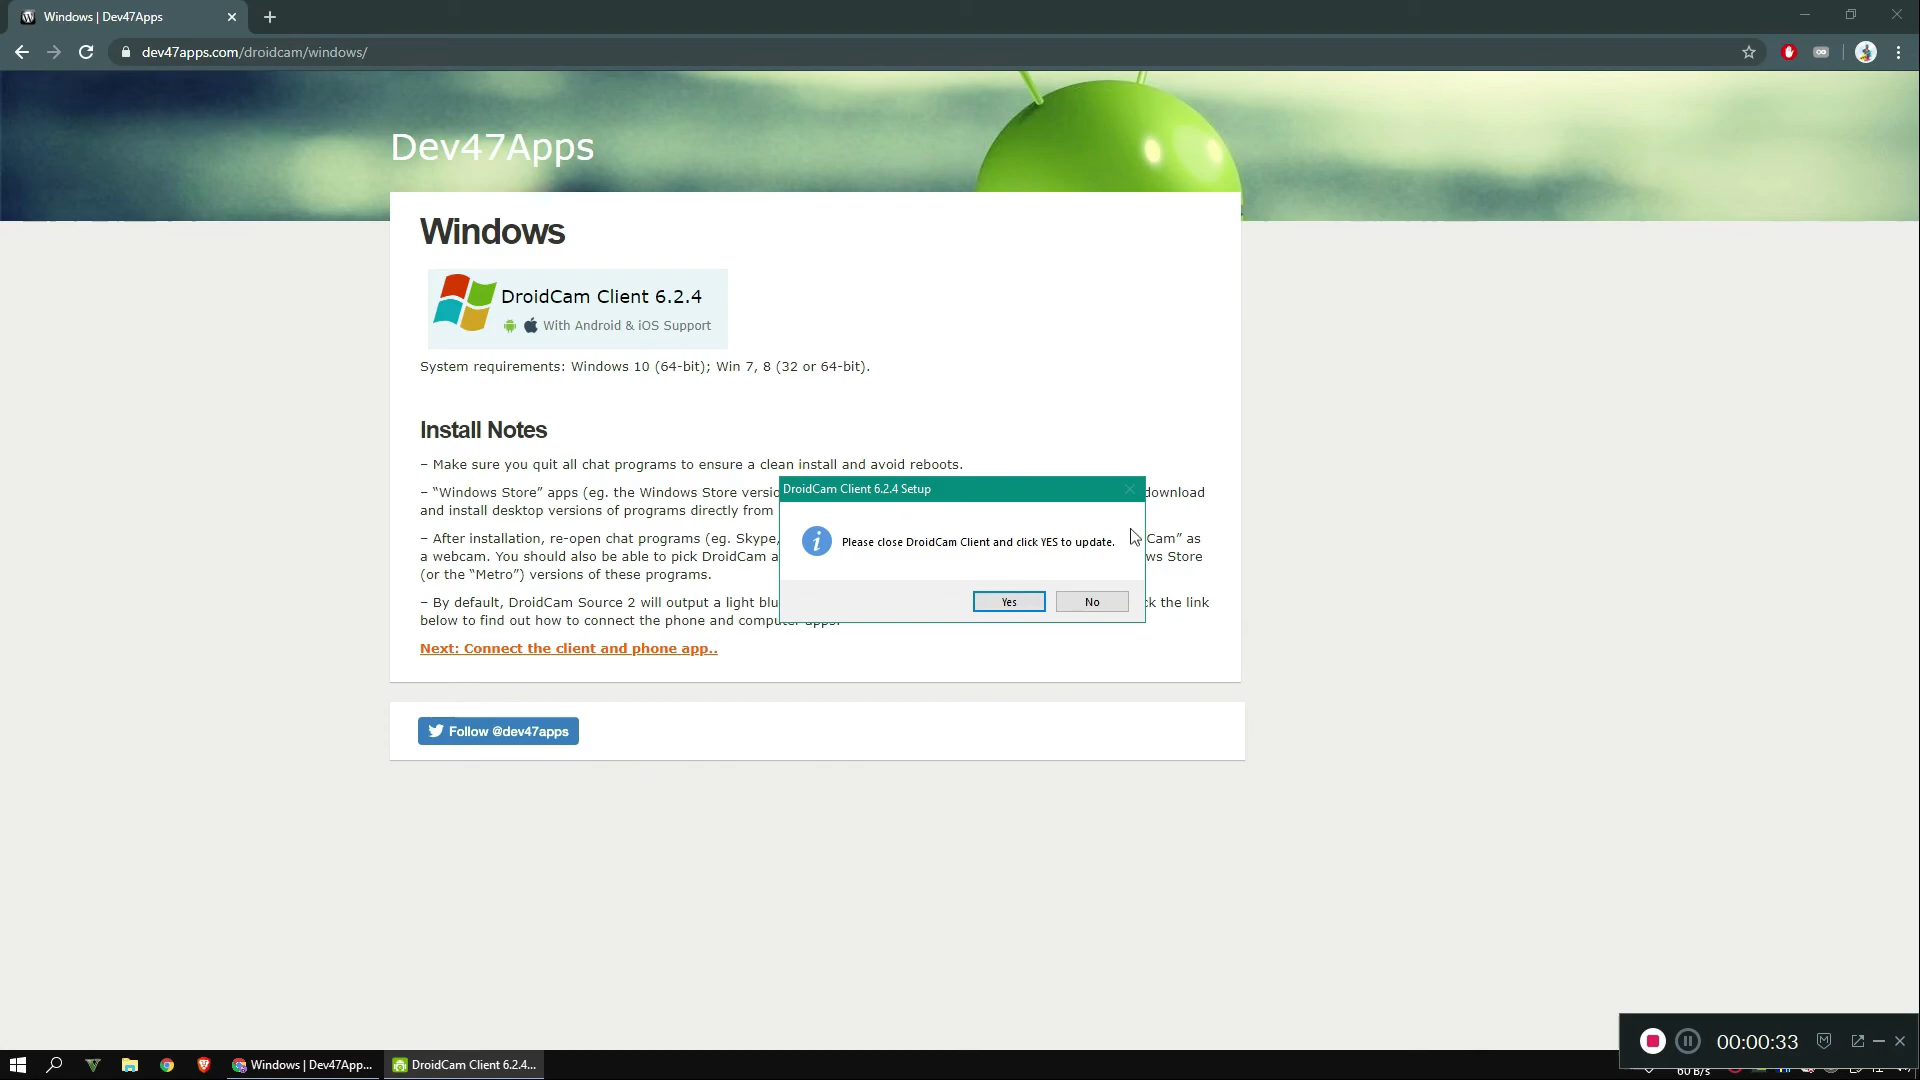 Windows | Dev47Apps
dev47apps.com/droidcam/windows/
Dev47Apps
Windows
DroidCam Client 6.2.4
With Android & iOS Support
System requirements: Windows 10 (64-bit); Win 7, 8 (32 or 64-bit).
Install Notes
– Make sure you quit all chat programs to ensure a clean install and avoid reboots.
– “Windows Store” apps (eg. the Windows Store versio
download
and install desktop versions of programs directly from
– After installation, re-open chat programs (eg. Skype,
Cam” as
a webcam. You should also be able to pick DroidCam a
ws Store
(or the “Metro”) versions of these programs.
– By default, DroidCam Source 2 will output a light blu
ck the link
below to find out how to connect the phone and computer apps.
Next: Connect the client and phone app..
DroidCam Client 6.2.4 Setup
Please close DroidCam Client and click YES to update.
Yes
No
Follow @dev47apps
00:00:33
Windows | Dev47App...
DroidCam Client 6.2.4...
60 B/s